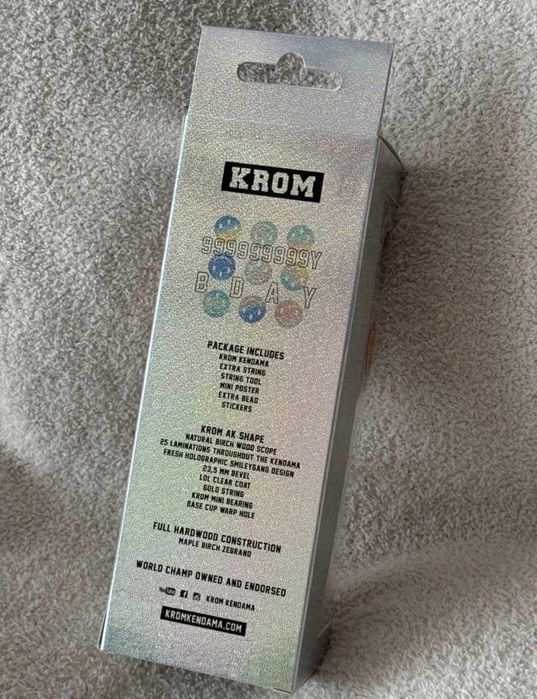 KROM
999999999Y
BDAY
PACKAGE INCLUDES
KROM KENDAMA
EXTRA STRING
STRING TOOL
MINI POSTER
EXTRA BEAD
STICKERS
KROM AK SHAPE
NATURAL BIRCH WOOD SCOPE
25 LAMINATIONS THROUGHOUT THE KENDAMA
FRESH HOLOGRAPHIC SMILEYGANG DESIGN
23,5 MM BEVEL
LOL CLEAR COAT
GOLD STRING
KROM MINI BEARING
BASE CUP WARP HOLE
FULL HARDWOOD CONSTRUCTION
MAPLE BIRCH ZEBRANO
WORLD CHAMP OWNED AND ENDORSED
YouTube f KROM KENDAMA
KROMKENDAMA.COM